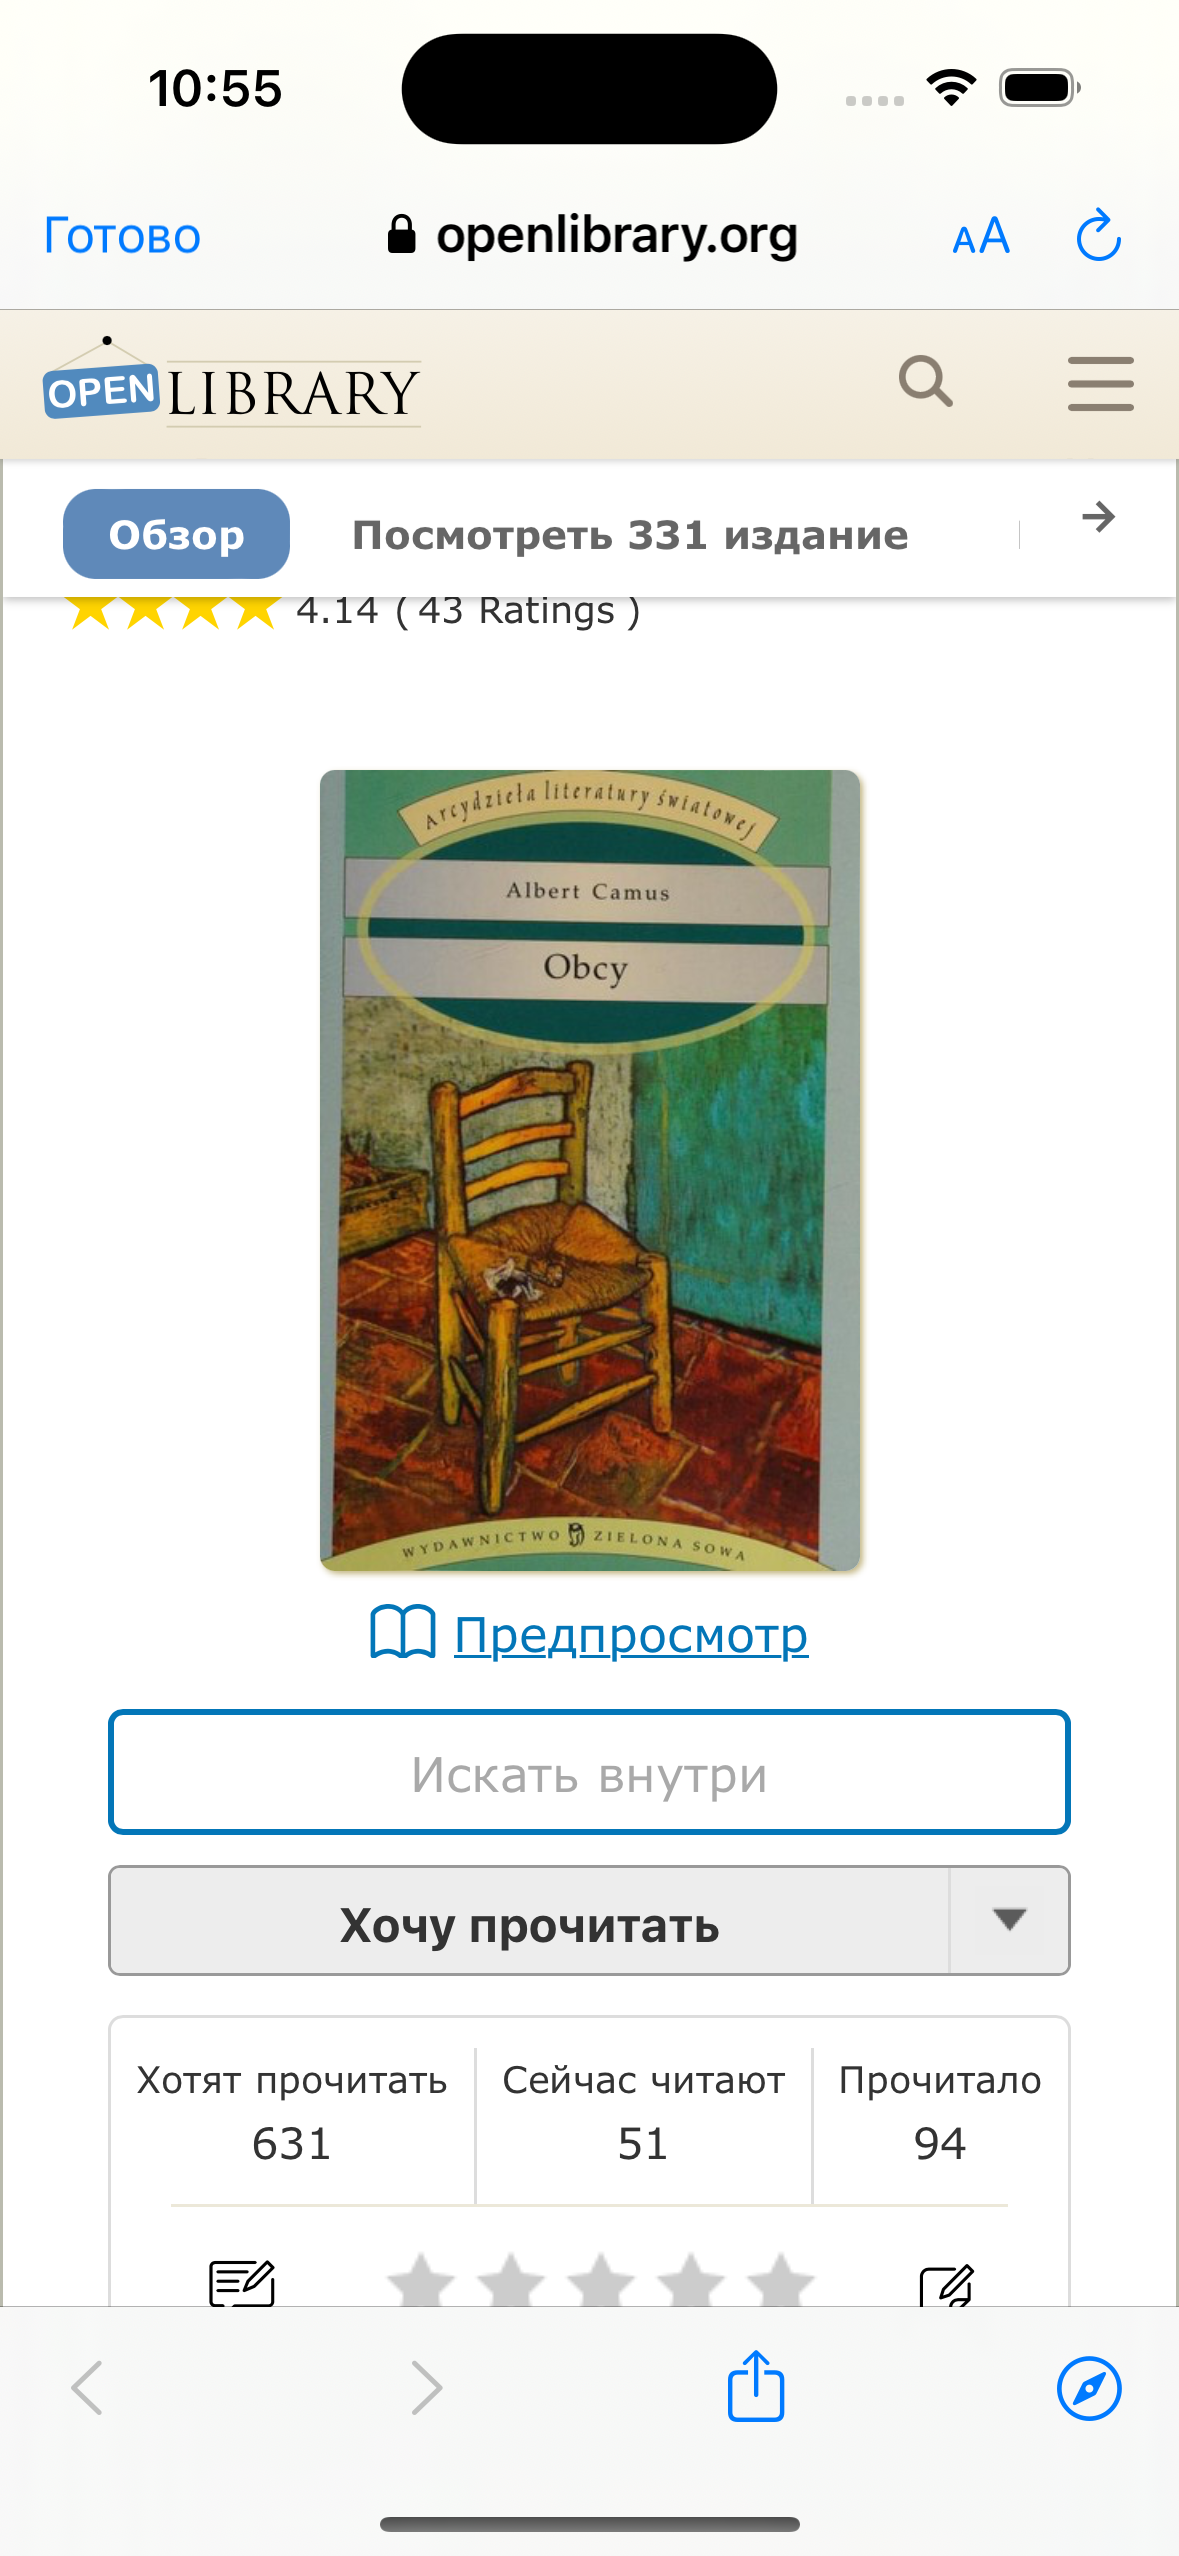 10:55
Готово
openlibrary.org
AA
OPEN LIBRARY
Обзор
Посмотреть 331 издание
4.14 ( 43 Ratings )
Arcydzieła literatury światowej
Albert Camus
Obcy
WYDAWNICTWO ZIELONA SOWA
Предпросмотр
Искать внутри
Хочу прочитать
Хотят прочитать
631
Сейчас читают
51
Прочитало
94